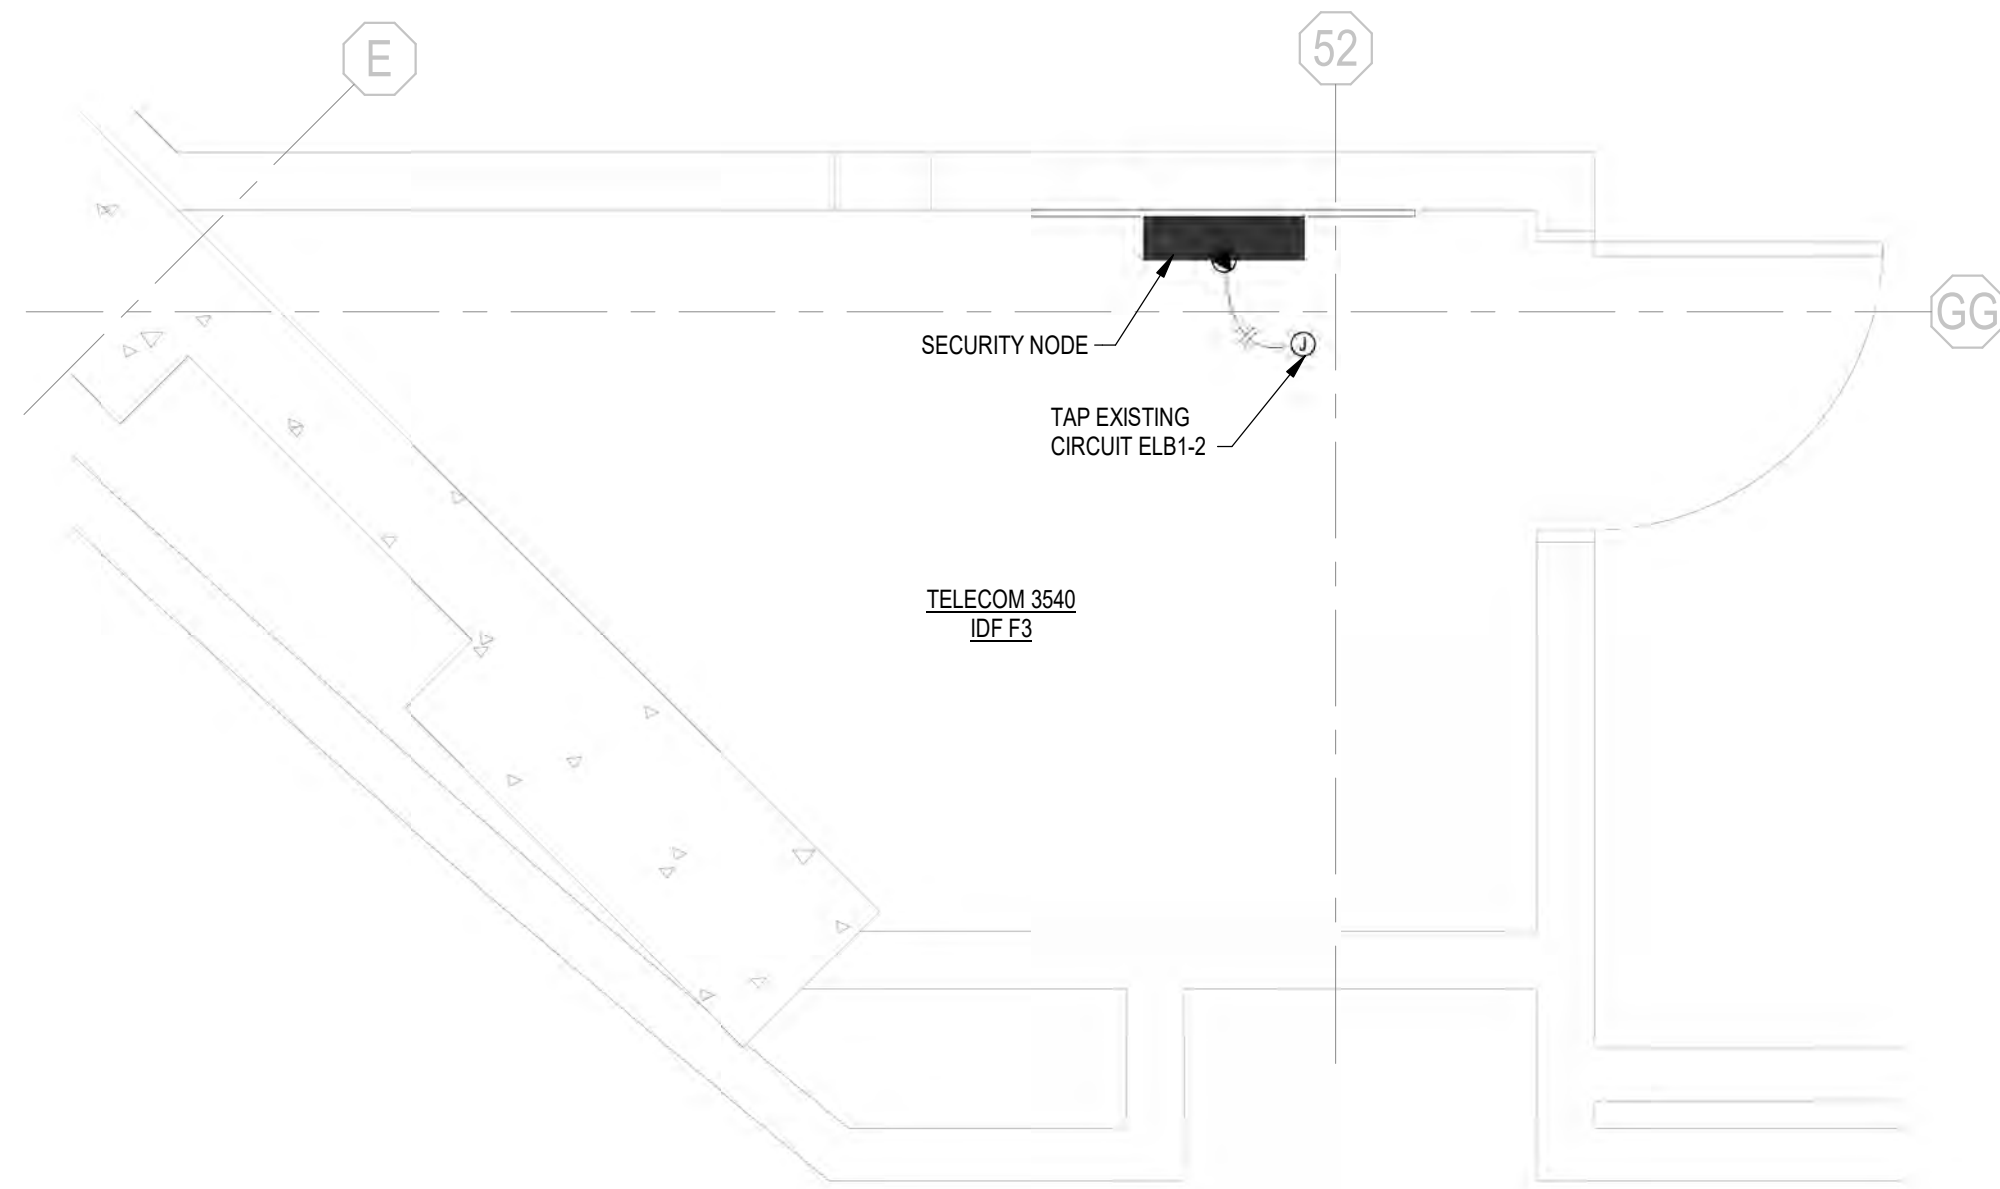 E
52
GG
SECURITY NODE
J
TAP EXISTING
CIRCUIT ELB1-2
TELECOM 3540
IDF F3